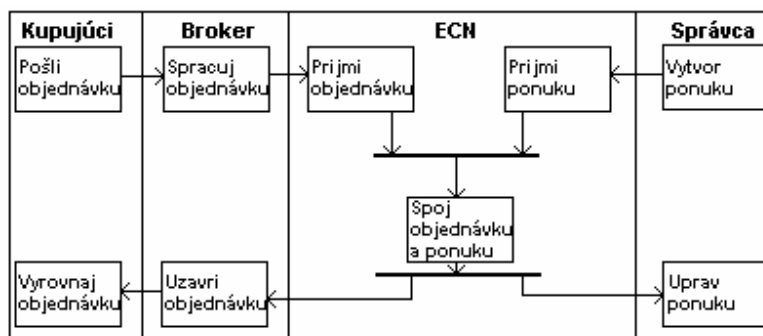 Kupujúci
Broker
ECN
Správca
Pošli
objednávku
Spracuj
objednávku
Prijmi
objednávku
Prijmi
ponuku
Vytvor
ponuku
Spoj
objednávku
a ponuku
Vyrovnaj
objednávku
Uzavri
objednávku
Uprav
ponuku